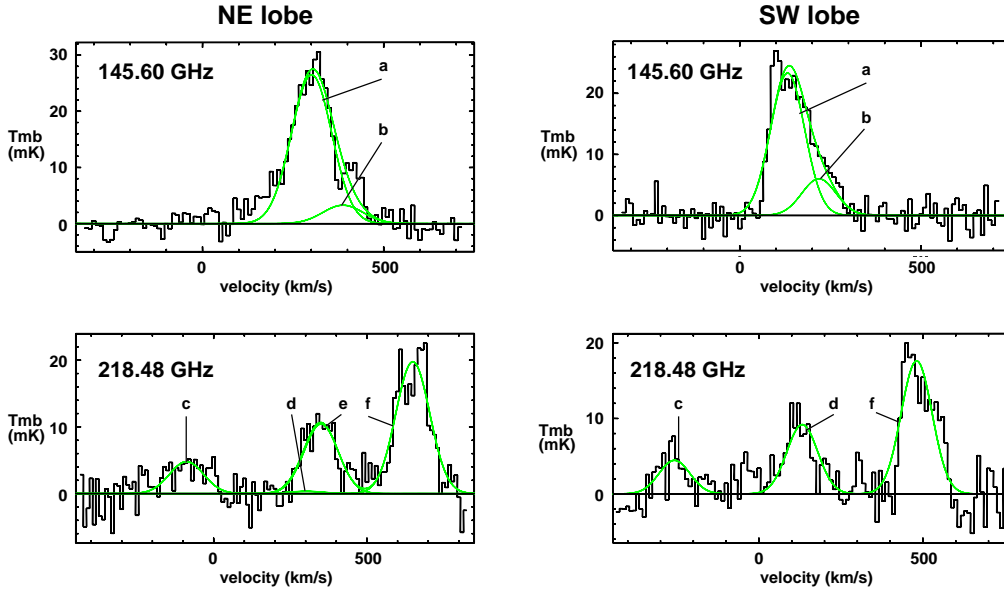 NE lobe
SW lobe
145.60 GHz
a
b
30
20
10
0
Tmb
(mK)
0
500
velocity (km/s)
145.60 GHz
a
b
20
10
0
Tmb
(mK)
0
velocity (km/s)
218.48 GHz
c
d
e
f
20
10
0
Tmb
(mK)
0
500
velocity (km/s)
218.48 GHz
c
d
f
20
10
0
Tmb
(mK)
0
500
velocity (km/s)